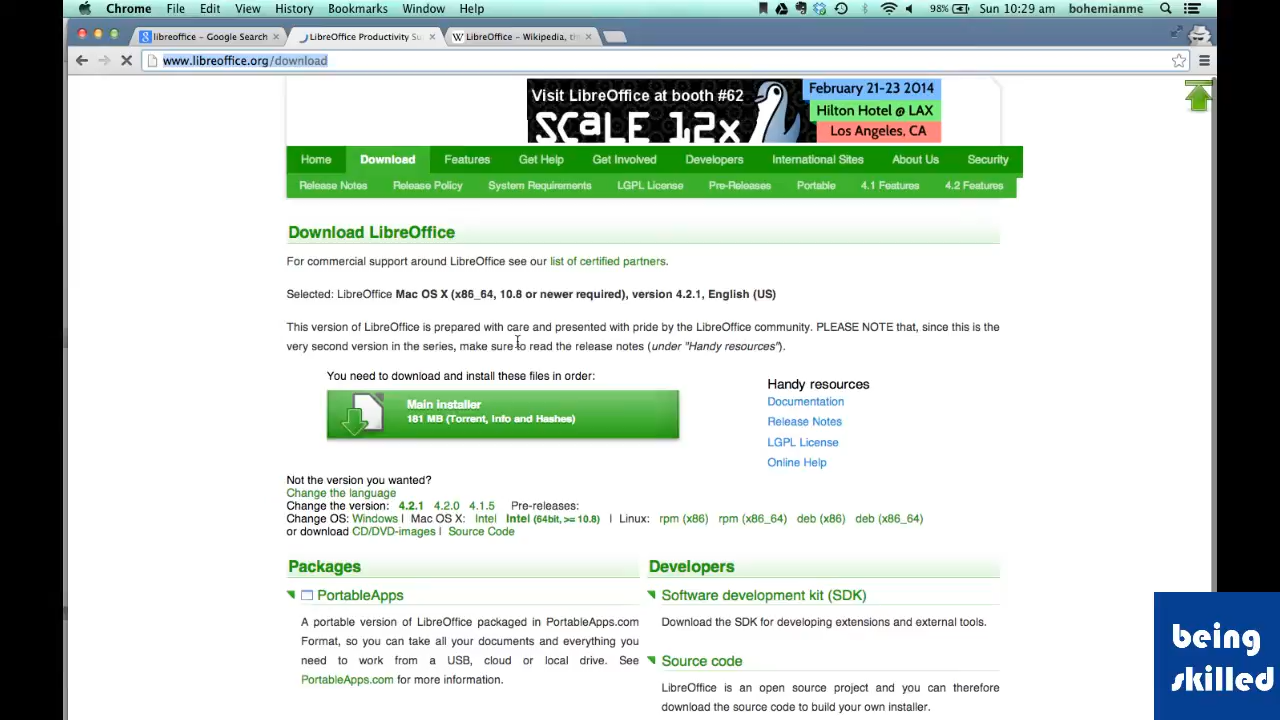 Chrome File Edit View History Bookmarks Window Help 98% Sun 10:29 am bohemianme
libreoffice - Google Search × LibreOffice Productivity Su × LibreOffice - Wikipedia, th ×
www.libreoffice.org/download
Visit LibreOffice at booth #62
SCaLE 12x
February 21-23 2014
Hilton Hotel @ LAX
Los Angeles, CA
Home Download Features Get Help Get Involved Developers International Sites About Us Security
Release Notes Release Policy System Requirements LGPL License Pre-Releases Portable 4.1 Features 4.2 Features
Download LibreOffice
For commercial support around LibreOffice see our list of certified partners.
Selected: LibreOffice Mac OS X (x86_64, 10.8 or newer required), version 4.2.1, English (US)
This version of LibreOffice is prepared with care and presented with pride by the LibreOffice community. PLEASE NOTE that, since this is the
very second version in the series, make sure to read the release notes (under "Handy resources").
You need to download and install these files in order:
Main installer
181 MB (Torrent, Info and Hashes)
Handy resources
Documentation
Release Notes
LGPL License
Online Help
Not the version you wanted?
Change the language
Change the version: 4.2.1 4.2.0 4.1.5 Pre-releases:
Change OS: Windows | Mac OS X: Intel Intel (64bit, >= 10.8) | Linux: rpm (x86) rpm (x86_64) deb (x86) deb (x86_64)
or download CD/DVD-images | Source Code
Packages
PortableApps
A portable version of LibreOffice packaged in PortableApps.com
Format, so you can take all your documents and everything you
need to work from a USB, cloud or local drive. See
PortableApps.com for more information.
Developers
Software development kit (SDK)
Download the SDK for developing extensions and external tools.
Source code
LibreOffice is an open source project and you can therefore
download the source code to build your own installer.
being
skilled